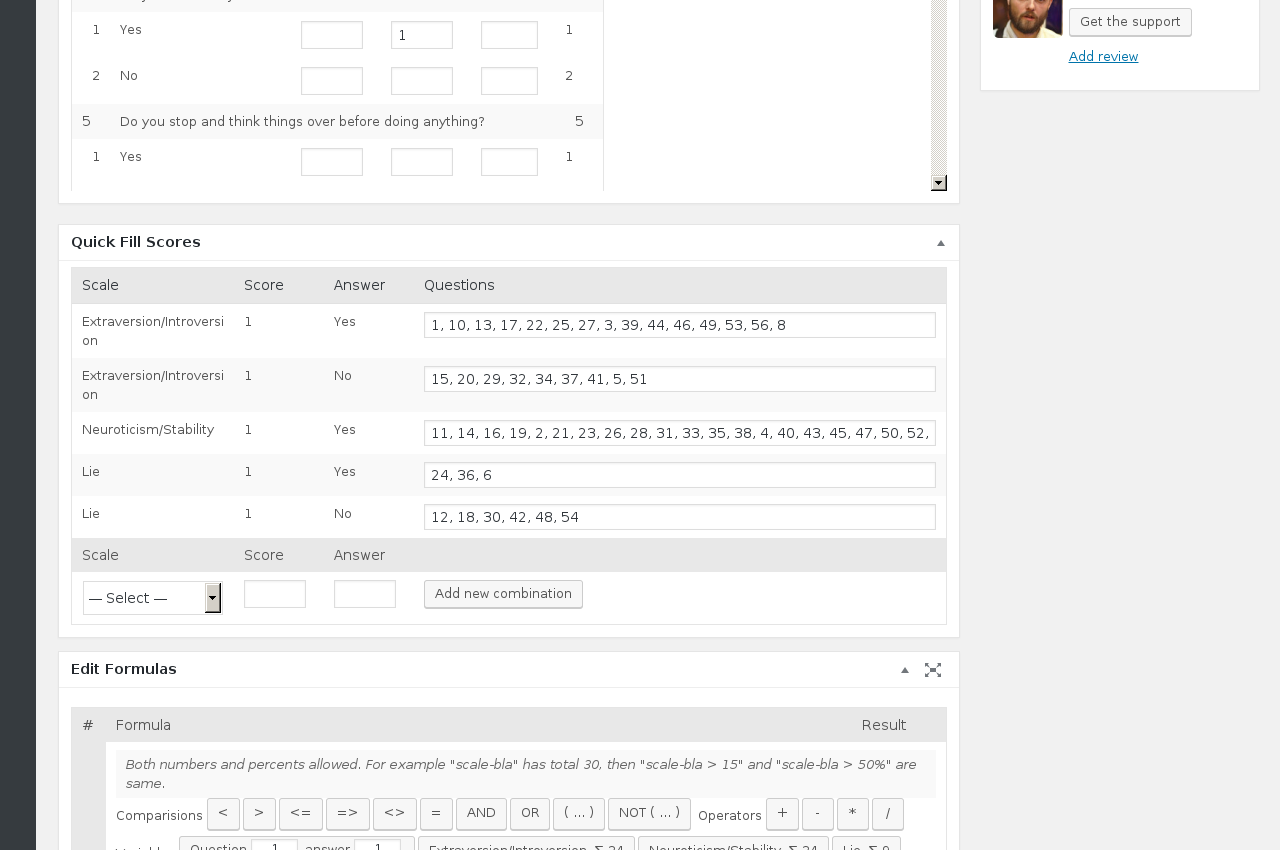 1 Yes 1 1
Get the support
Add review
2 No 2
5 Do you stop and think things over before doing anything? 5
1 Yes 1
Quick Fill Scores
Scale Score Answer Questions
Extraversion/Introversi
on 1 Yes 1, 10, 13, 17, 22, 25, 27, 3, 39, 44, 46, 49, 53, 56, 8
Extraversion/Introversi
on 1 No 15, 20, 29, 32, 34, 37, 41, 5, 51
Neuroticism/Stability 1 Yes 11, 14, 16, 19, 2, 21, 23, 26, 28, 31, 33, 35, 38, 4, 40, 43, 45, 47, 50, 52,
Lie 1 Yes 24, 36, 6
Lie 1 No 12, 18, 30, 42, 48, 54
Scale Score Answer
— Select — Add new combination
Edit Formulas
# Formula Result
Both numbers and percents allowed. For example "scale-bla" has total 30, then "scale-bla > 15" and "scale-bla > 50%" are
same.
Comparisions < > <= => <> = AND OR ( ... ) NOT ( ... ) Operators + - * /
Question 1 answer 1 Extraversion/Introversion, Σ 24 Neuroticism/Stability, Σ 24 Lie, Σ 9